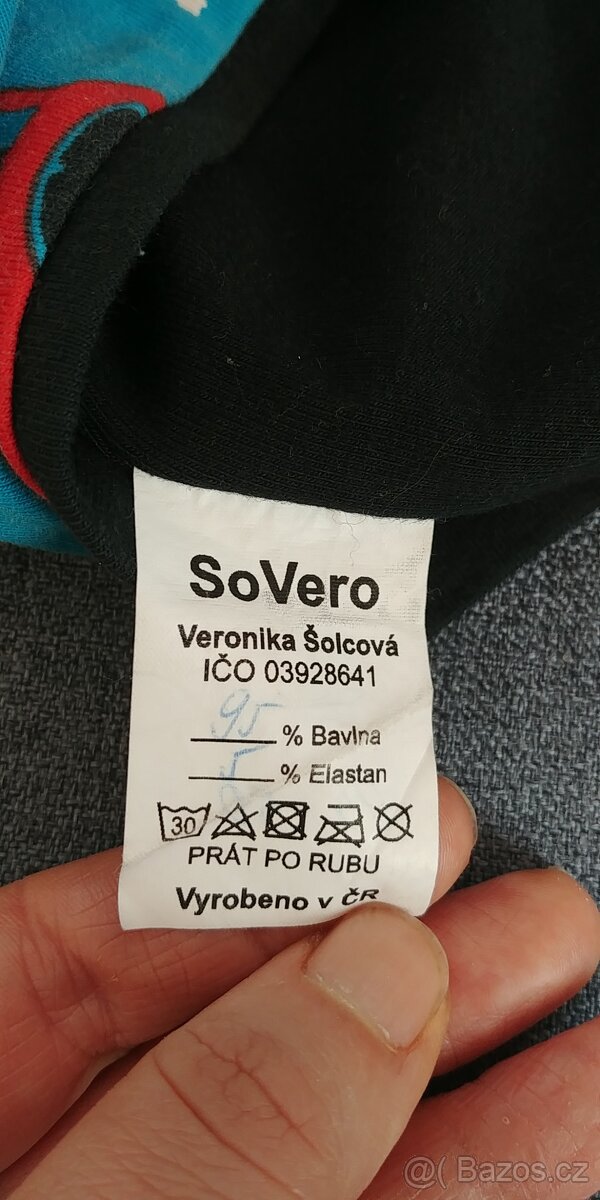 SoVero
Veronika Šolcová
IČO 03928641
95 % Bavlna
5 % Elastan
30
PRÁT PO RUBU
Vyrobeno v ČR
@( Bazos.cz